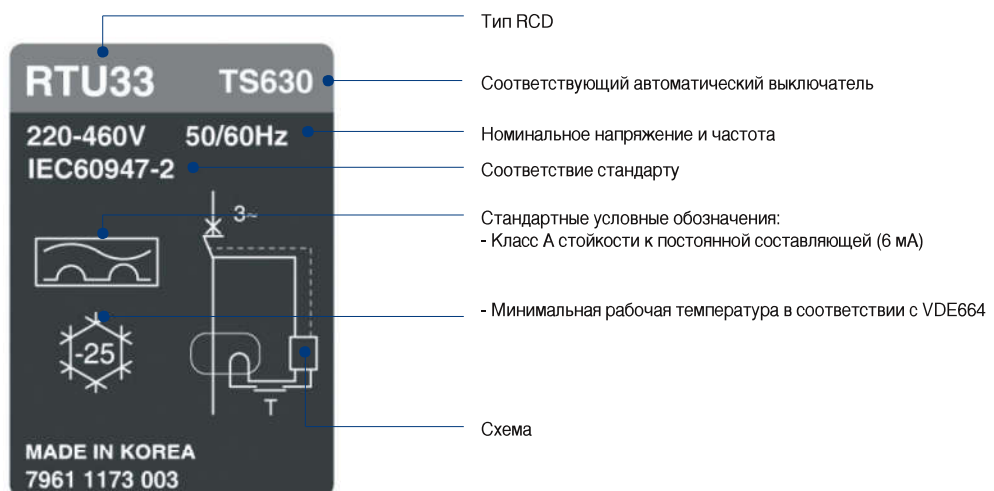 Тип RCD
RTU33 TS630
Соответствующий автоматический выключатель
220-460V 50/60Hz
Номинальное напряжение и частота
IEC60947-2
Соответствие стандарту
Стандартные условные обозначения:
- Класс А стойкости к постоянной составляющей (6 мА)
3~
- Минимальная рабочая температура в соответствии с VDE664
-25
T
Схема
MADE IN KOREA
7961 1173 003